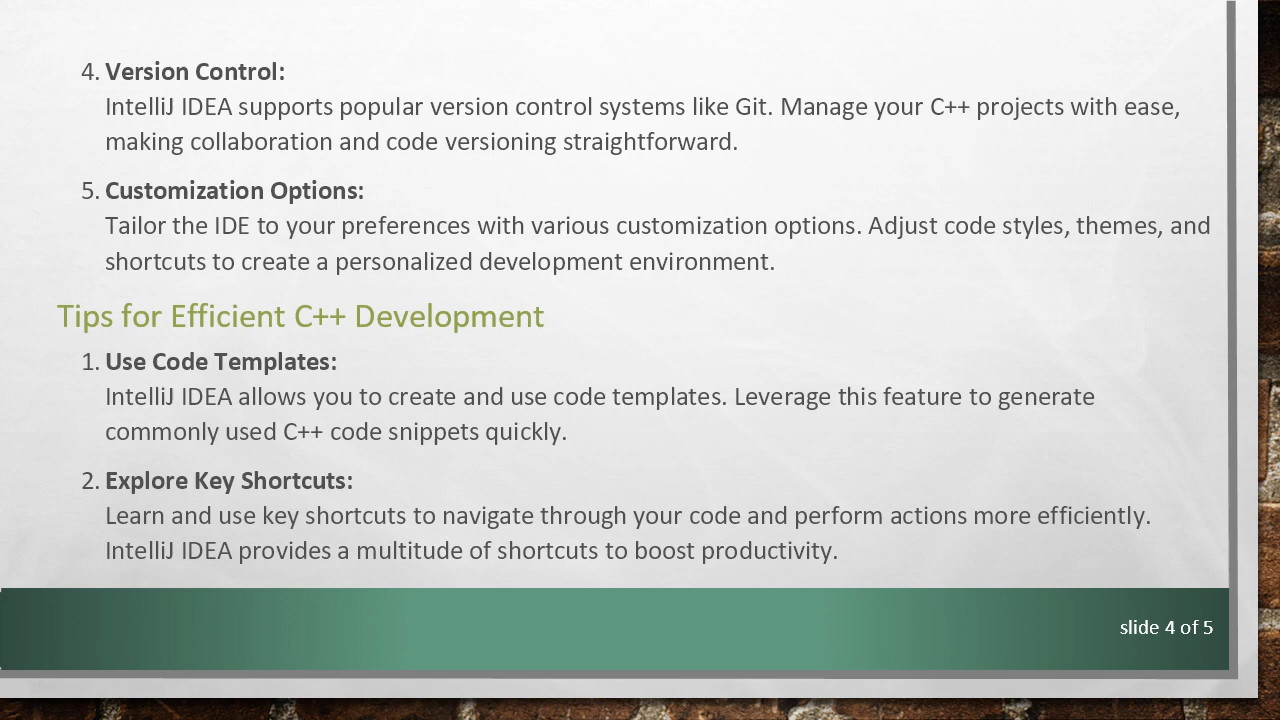 4. Version Control:
IntelliJ IDEA supports popular version control systems like Git. Manage your C++ projects with ease,
making collaboration and code versioning straightforward.
5. Customization Options:
Tailor the IDE to your preferences with various customization options. Adjust code styles, themes, and
shortcuts to create a personalized development environment.
Tips for Efficient C++ Development
1. Use Code Templates:
IntelliJ IDEA allows you to create and use code templates. Leverage this feature to generate
commonly used C++ code snippets quickly.
2. Explore Key Shortcuts:
Learn and use key shortcuts to navigate through your code and perform actions more efficiently.
IntelliJ IDEA provides a multitude of shortcuts to boost productivity.
slide 4 of 5